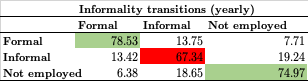 Informality transitions (yearly)
Formal Informal Not employed
Formal 78.53 13.75 7.71
Informal 13.42 67.34 19.24
Not employed 6.38 18.65 74.97